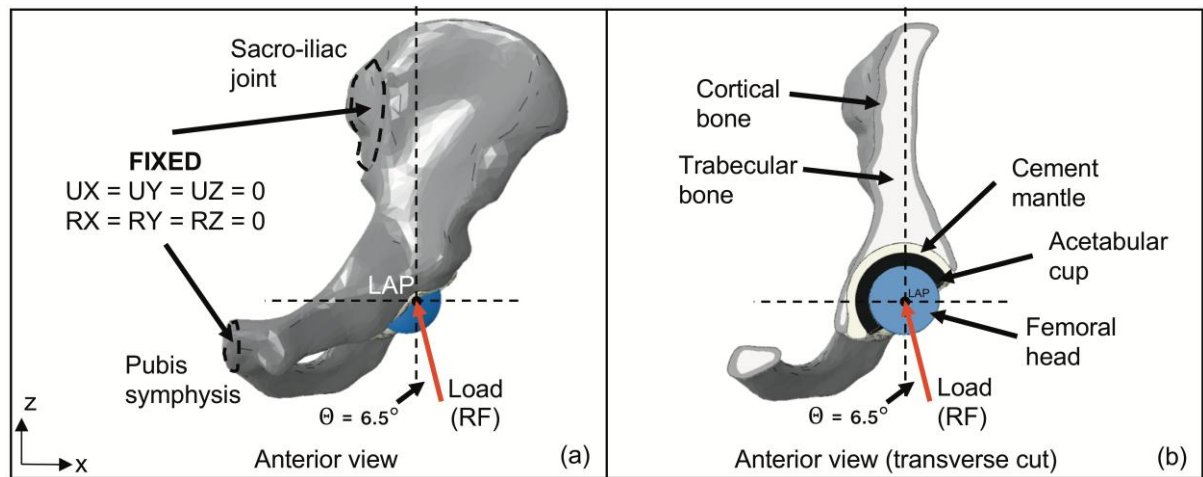 Sacro-iliac
joint
FIXED
UX = UY = UZ = 0
RX = RY = RZ = 0
LAP
Pubis
symphysis
Θ = 6.5°
Load
(RF)
z
x
Anterior view
(a)
Cortical
bone
Trabecular
bone
Cement
mantle
Acetabular
cup
LAP
Femoral
head
Θ = 6.5°
Load
(RF)
Anterior view (transverse cut)
(b)